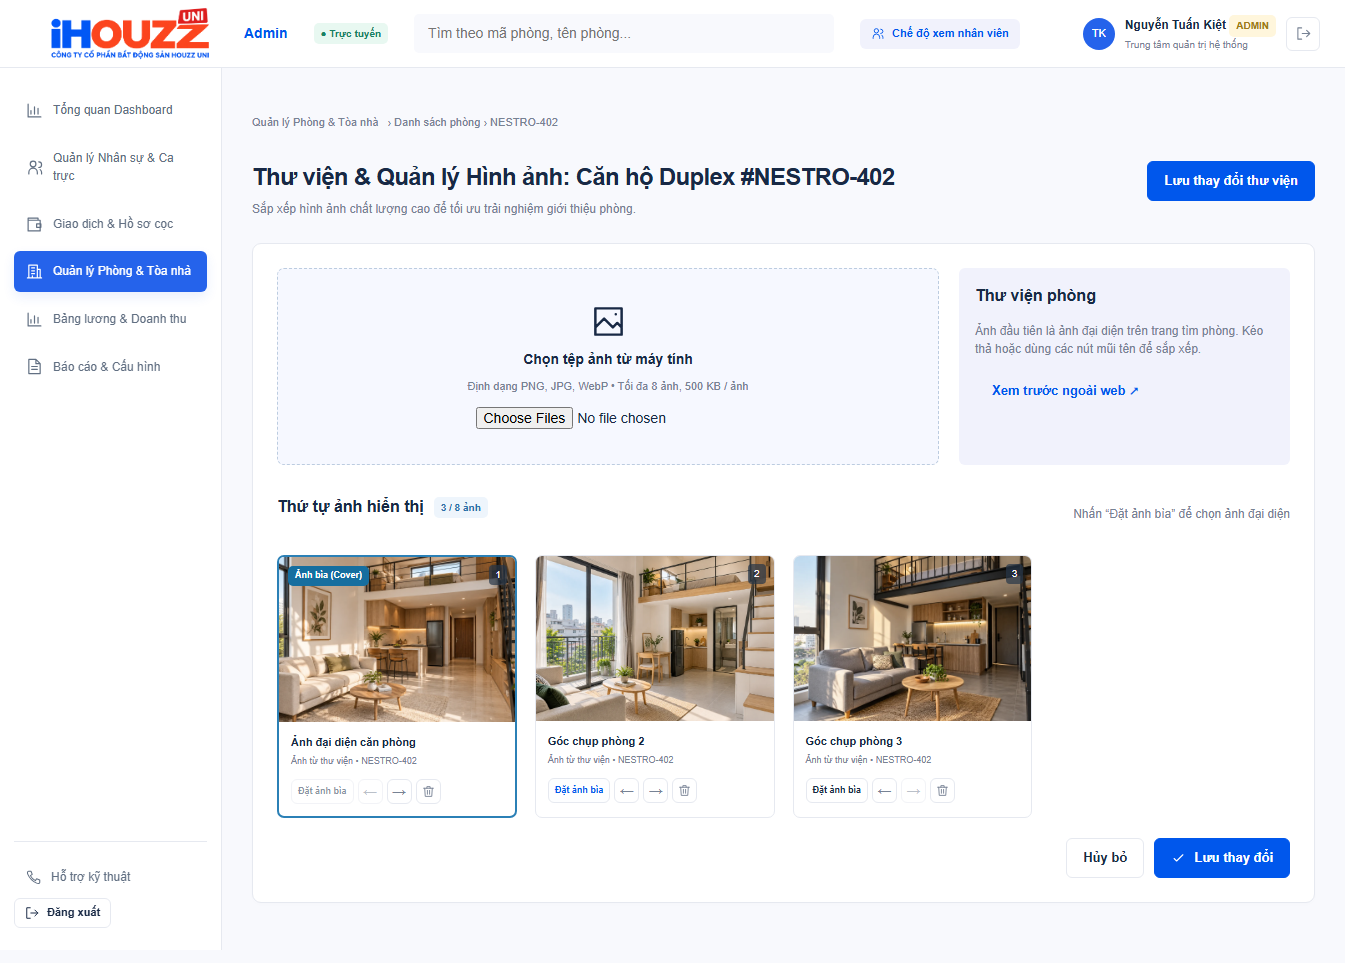 iHOUZZ UNI
CÔNG TY CỔ PHẦN BẤT ĐỘNG SẢN HOUZZ UNI
Admin
Trực tuyến
Tìm theo mã phòng, tên phòng...
Chế độ xem nhân viên
TK
Nguyễn Tuấn Kiệt ADMIN
Trung tâm quản trị hệ thống
Tổng quan Dashboard
Quản lý Nhân sự & Ca
trực
Giao dịch & Hồ sơ cọc
Quản lý Phòng & Tòa nhà
Bảng lương & Doanh thu
Báo cáo & Cấu hình
Hỗ trợ kỹ thuật
Đăng xuất
Quản lý Phòng & Tòa nhà › Danh sách phòng › NESTRO-402
Thư viện & Quản lý Hình ảnh: Căn hộ Duplex #NESTRO-402
Sắp xếp hình ảnh chất lượng cao để tối ưu trải nghiệm giới thiệu phòng.
Lưu thay đổi thư viện
Chọn tệp ảnh từ máy tính
Định dạng PNG, JPG, WebP • Tối đa 8 ảnh, 500 KB / ảnh
Choose Files No file chosen
Thư viện phòng
Ảnh đầu tiên là ảnh đại diện trên trang tìm phòng. Kéo
thả hoặc dùng các nút mũi tên để sắp xếp.
Xem trước ngoài web ↗
Thứ tự ảnh hiển thị 3 / 8 ảnh
Nhấn “Đặt ảnh bìa” để chọn ảnh đại diện
Ảnh bìa (Cover) 1
Ảnh đại diện căn phòng
Ảnh từ thư viện • NESTRO-402
Đặt ảnh bìa ← →
2
Góc chụp phòng 2
Ảnh từ thư viện • NESTRO-402
Đặt ảnh bìa ← →
3
Góc chụp phòng 3
Ảnh từ thư viện • NESTRO-402
Đặt ảnh bìa ← →
Hủy bỏ
Lưu thay đổi